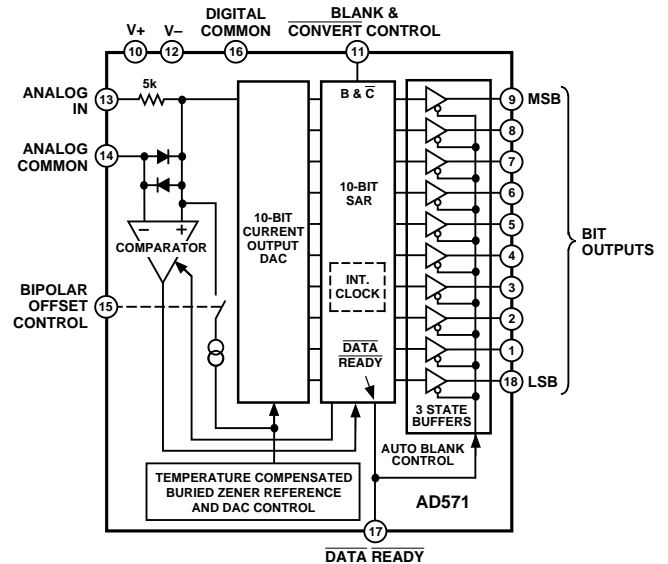 V+
V–
DIGITAL
COMMON
BLANK &
CONVERT CONTROL
10
12
16
11
ANALOG
IN
13
5k
B & C
9
MSB
8
ANALOG
COMMON
14
7
6
10-BIT
CURRENT
OUTPUT
DAC
10-BIT
SAR
–
+
COMPARATOR
5
BIT
OUTPUTS
4
INT.
CLOCK
3
BIPOLAR
OFFSET
CONTROL
15
2
DATA
READY
1
18
LSB
3 STATE
BUFFERS
AUTO BLANK
CONTROL
TEMPERATURE COMPENSATED
BURIED ZENER REFERENCE
AND DAC CONTROL
AD571
17
DATA READY